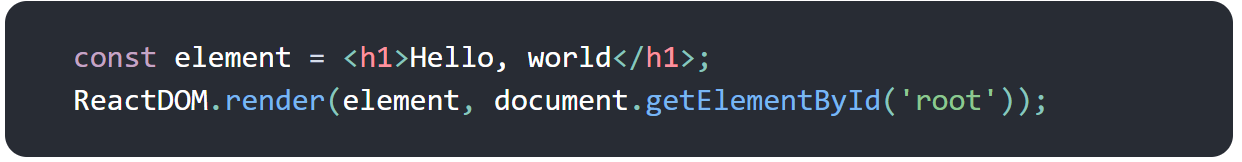 const element = <h1>Hello, world</h1>;
ReactDOM.render(element, document.getElementById('root'));